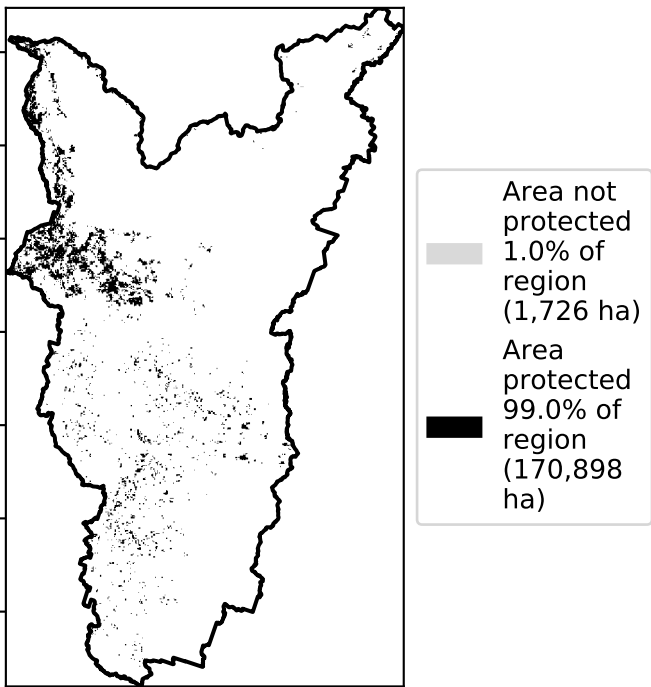 Area not
protected
1.0% of
region
(1,726 ha)
Area
protected
99.0% of
region
(170,898
ha)